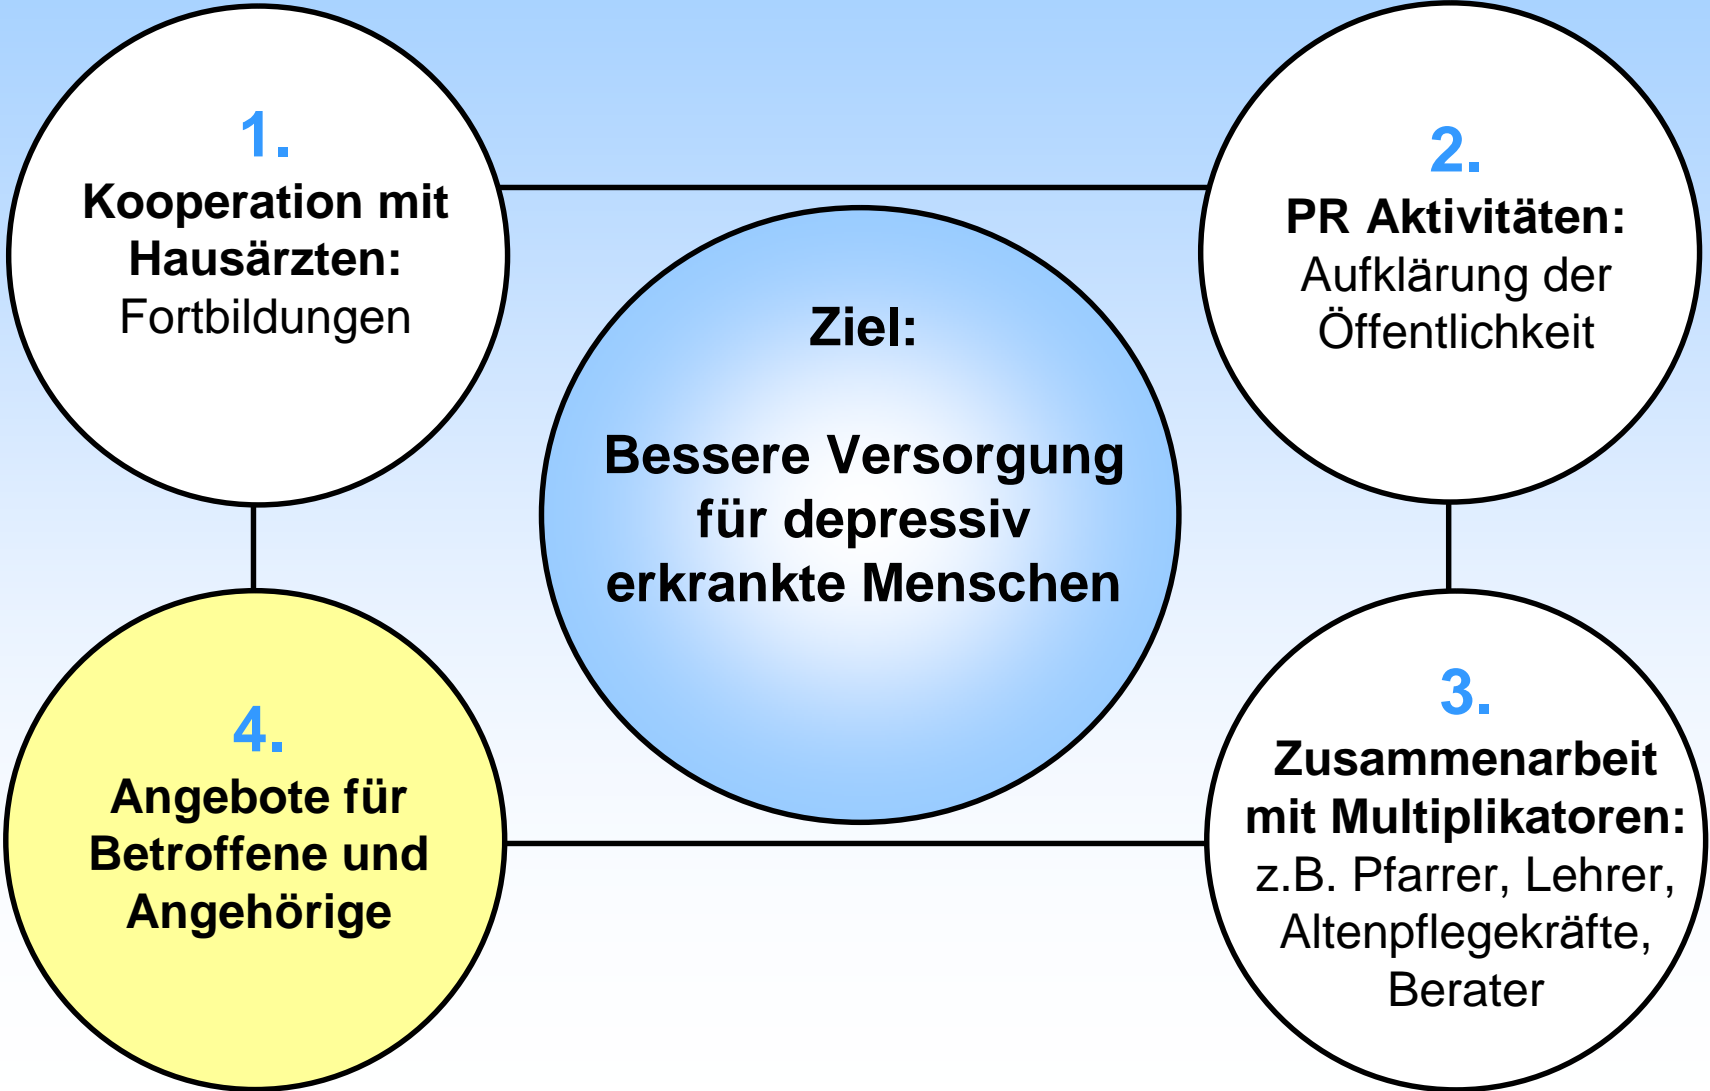 1.
Kooperation mit
Hausärzten:
Fortbildungen
2.
PR Aktivitäten:
Aufklärung der
Öffentlichkeit
Ziel:
Bessere Versorgung
für depressiv
erkrankte Menschen
4.
Angebote für
Betroffene und
Angehörige
3.
Zusammenarbeit
mit Multiplikatoren:
z.B. Pfarrer, Lehrer,
Altenpflegekräfte,
Berater